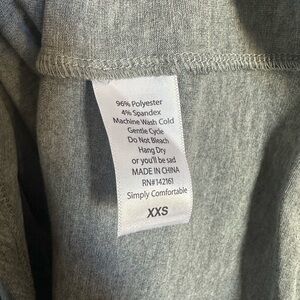 96% Polyester
4% Spandex
Machine Wash Cold
Gentle Cycle
Do Not Bleach
Hang Dry
or you'll be sad
MADE IN CHINA
RN#142161
Simply Comfortable
XXS